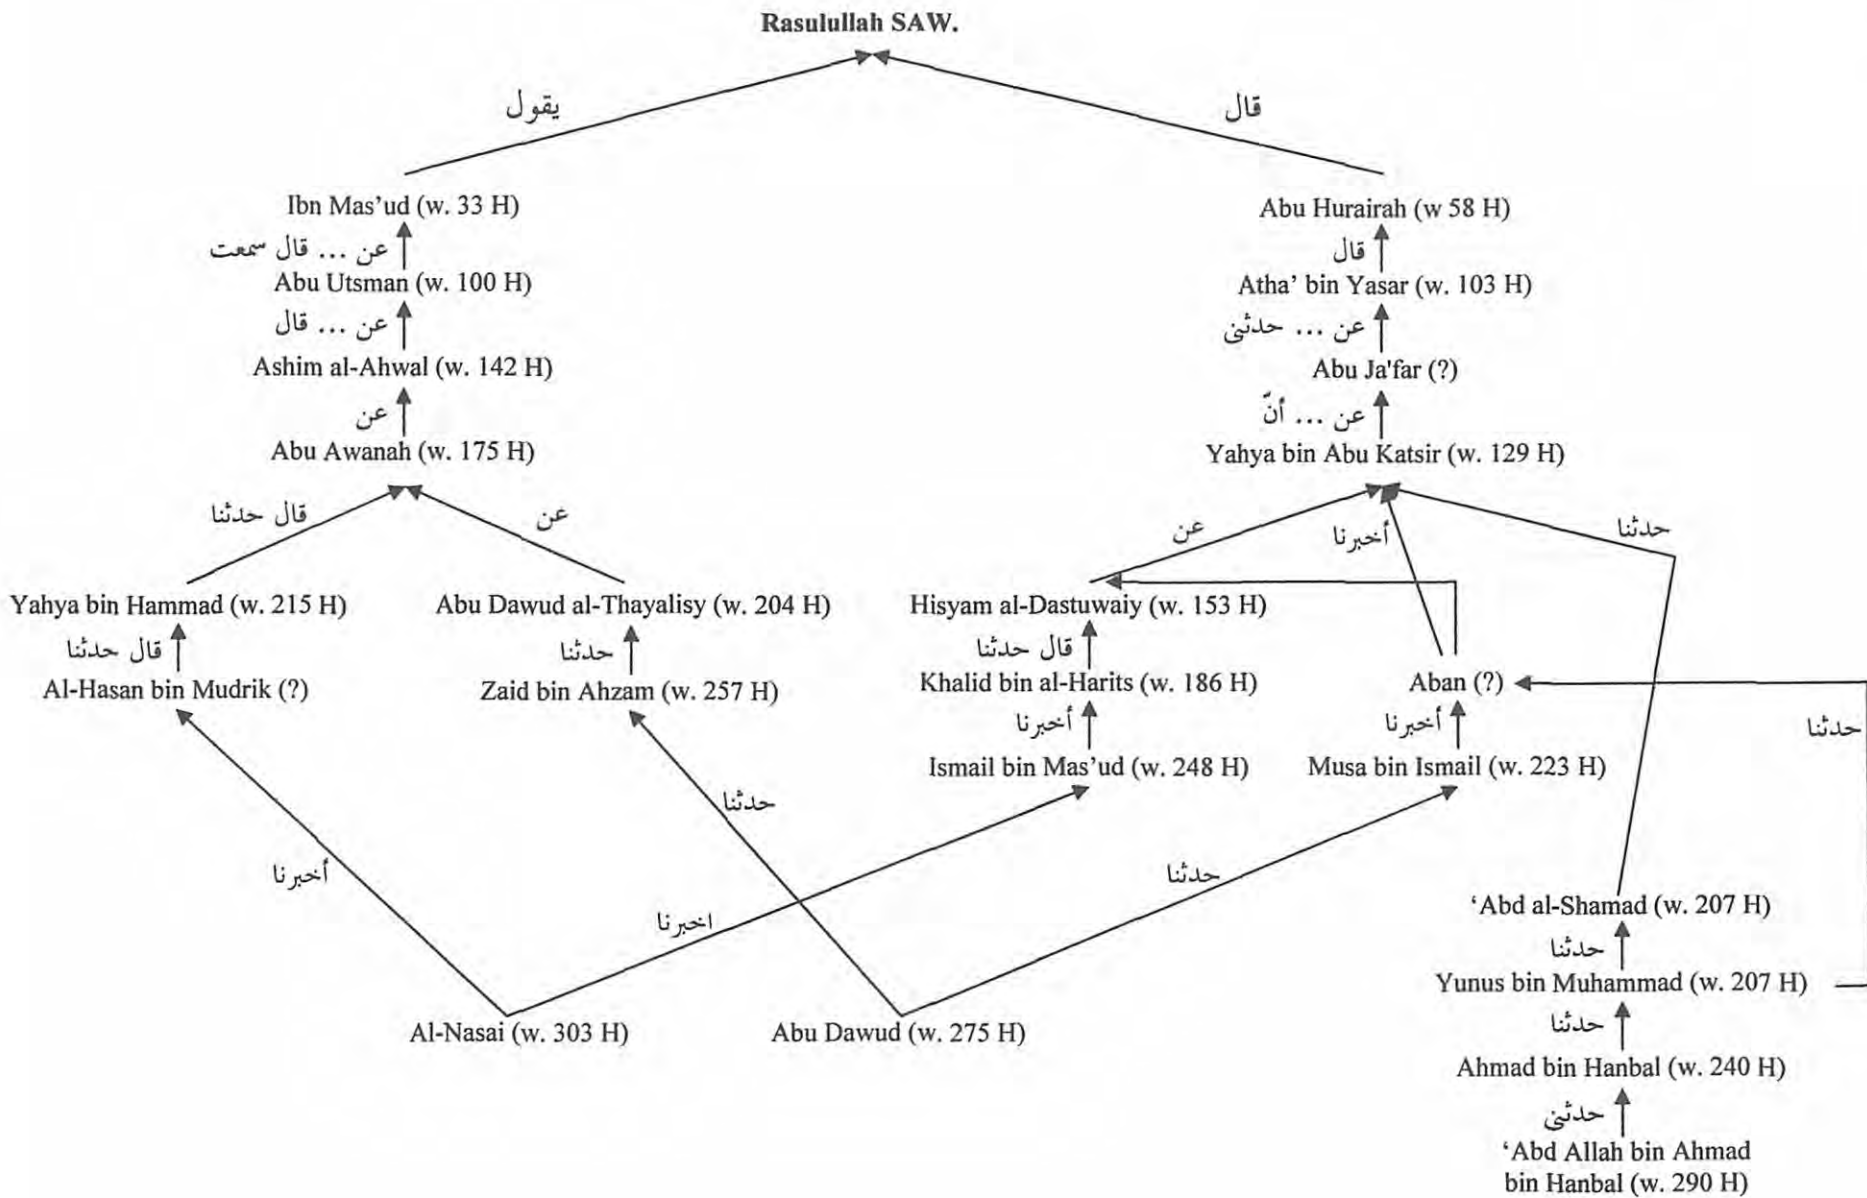 Rasulullah SAW.
يقول
قال
Ibn Mas’ud (w. 33 H)
Abu Hurairah (w 58 H)
عن ... قال سمعت
قال
Abu Utsman (w. 100 H)
Atha’ bin Yasar (w. 103 H)
عن ... قال
عن ... حدثنى
Ashim al-Ahwal (w. 142 H)
Abu Ja'far (?)
عن
عن ... أنّ
Abu Awanah (w. 175 H)
Yahya bin Abu Katsir (w. 129 H)
قال حدثنا
عن
عن
أخبرنا
حدثنا
Yahya bin Hammad (w. 215 H)
Abu Dawud al-Thayalisy (w. 204 H)
Hisyam al-Dastuwaiy (w. 153 H)
قال حدثنا
حدثنا
قال حدثنا
Al-Hasan bin Mudrik (?)
Zaid bin Ahzam (w. 257 H)
Khalid bin al-Harits (w. 186 H)
Aban (?)
أخبرنا
أخبرنا
حدثنا
Ismail bin Mas’ud (w. 248 H)
Musa bin Ismail (w. 223 H)
حدثنا
أخبرنا
حدثنا
اخبرنا
‘Abd al-Shamad (w. 207 H)
حدثنا
Yunus bin Muhammad (w. 207 H)
Al-Nasai (w. 303 H)
Abu Dawud (w. 275 H)
حدثنا
Ahmad bin Hanbal (w. 240 H)
حدثنى
‘Abd Allah bin Ahmad
bin Hanbal (w. 290 H)